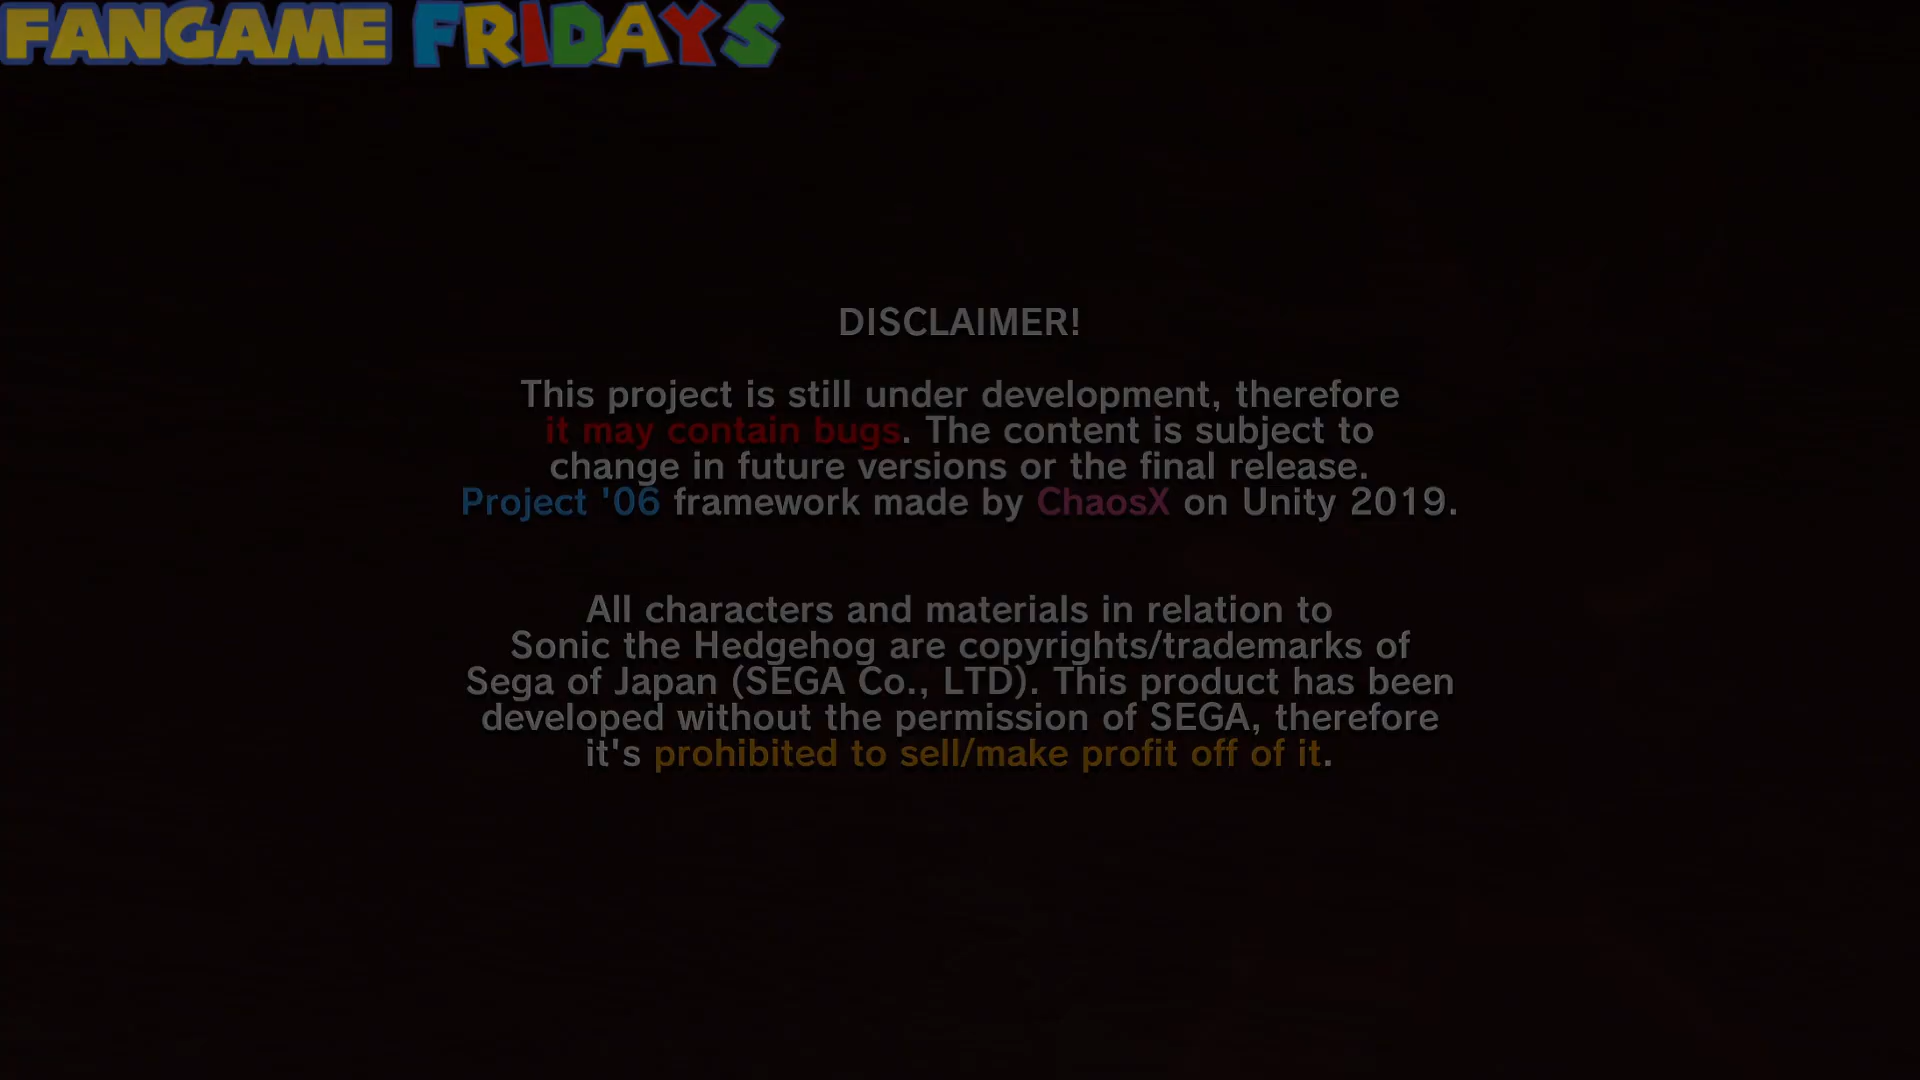 FANGAME FRIDAYS
DISCLAIMER!
This project is still under development, therefore
it may contain bugs. The content is subject to
change in future versions or the final release.
Project '06 framework made by ChaosX on Unity 2019.
All characters and materials in relation to
Sonic the Hedgehog are copyrights/trademarks of
Sega of Japan (SEGA Co., LTD). This product has been
developed without the permission of SEGA, therefore
it's prohibited to sell/make profit off of it.